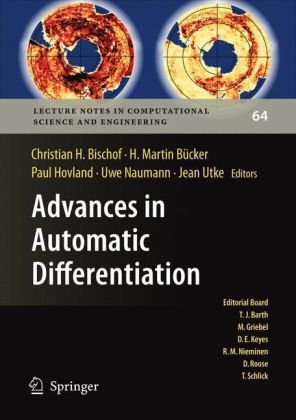 LECTURE NOTES IN COMPUTATIONAL
SCIENCE AND ENGINEERING
64
Christian H. Bischof · H. Martin Bücker
Paul Hovland · Uwe Naumann · Jean Utke Editors
Advances in
Automatic
Differentiation
Editorial Board
T. J. Barth
M. Griebel
D. E. Keyes
R. M. Nieminen
D. Roose
T. Schlick
Springer